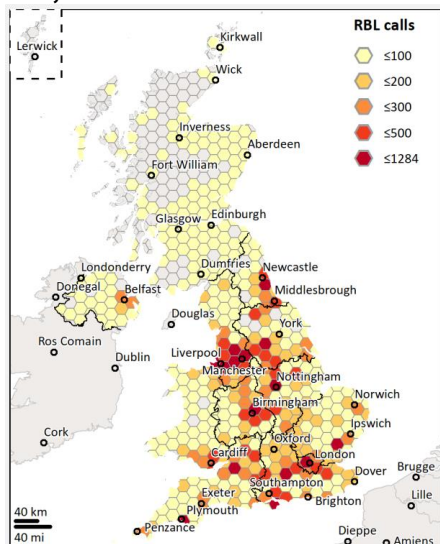 RBL calls
≤100
≤200
≤300
≤500
≤1284
Lerwick
Kirkwall
Wick
Inverness
Aberdeen
Fort William
Glasgow
Edinburgh
Londonderry
Dumfries
Newcastle
Donegal
Belfast
Middlesbrough
Douglas
York
Ros Comain
Dublin
Liverpool
Manchester
Nottingham
Norwich
Birmingham
Ipswich
Cork
Oxford
Cardiff
London
Southampton
Dover
Brugge
Exeter
Brighton
Lille
Plymouth
Penzance
40 km
40 mi
Dieppe
Amiens